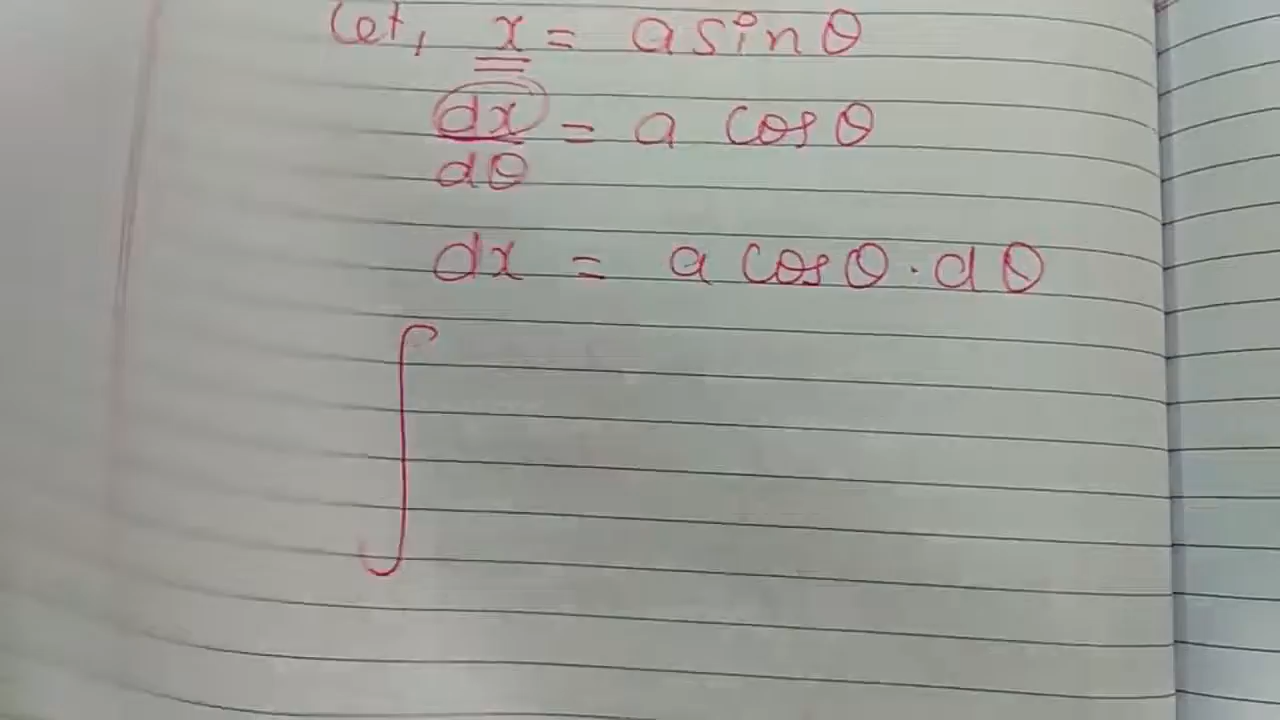 Let, x = a sin θ
dx/dθ = a cos θ
dx = a cos θ · dθ
∫